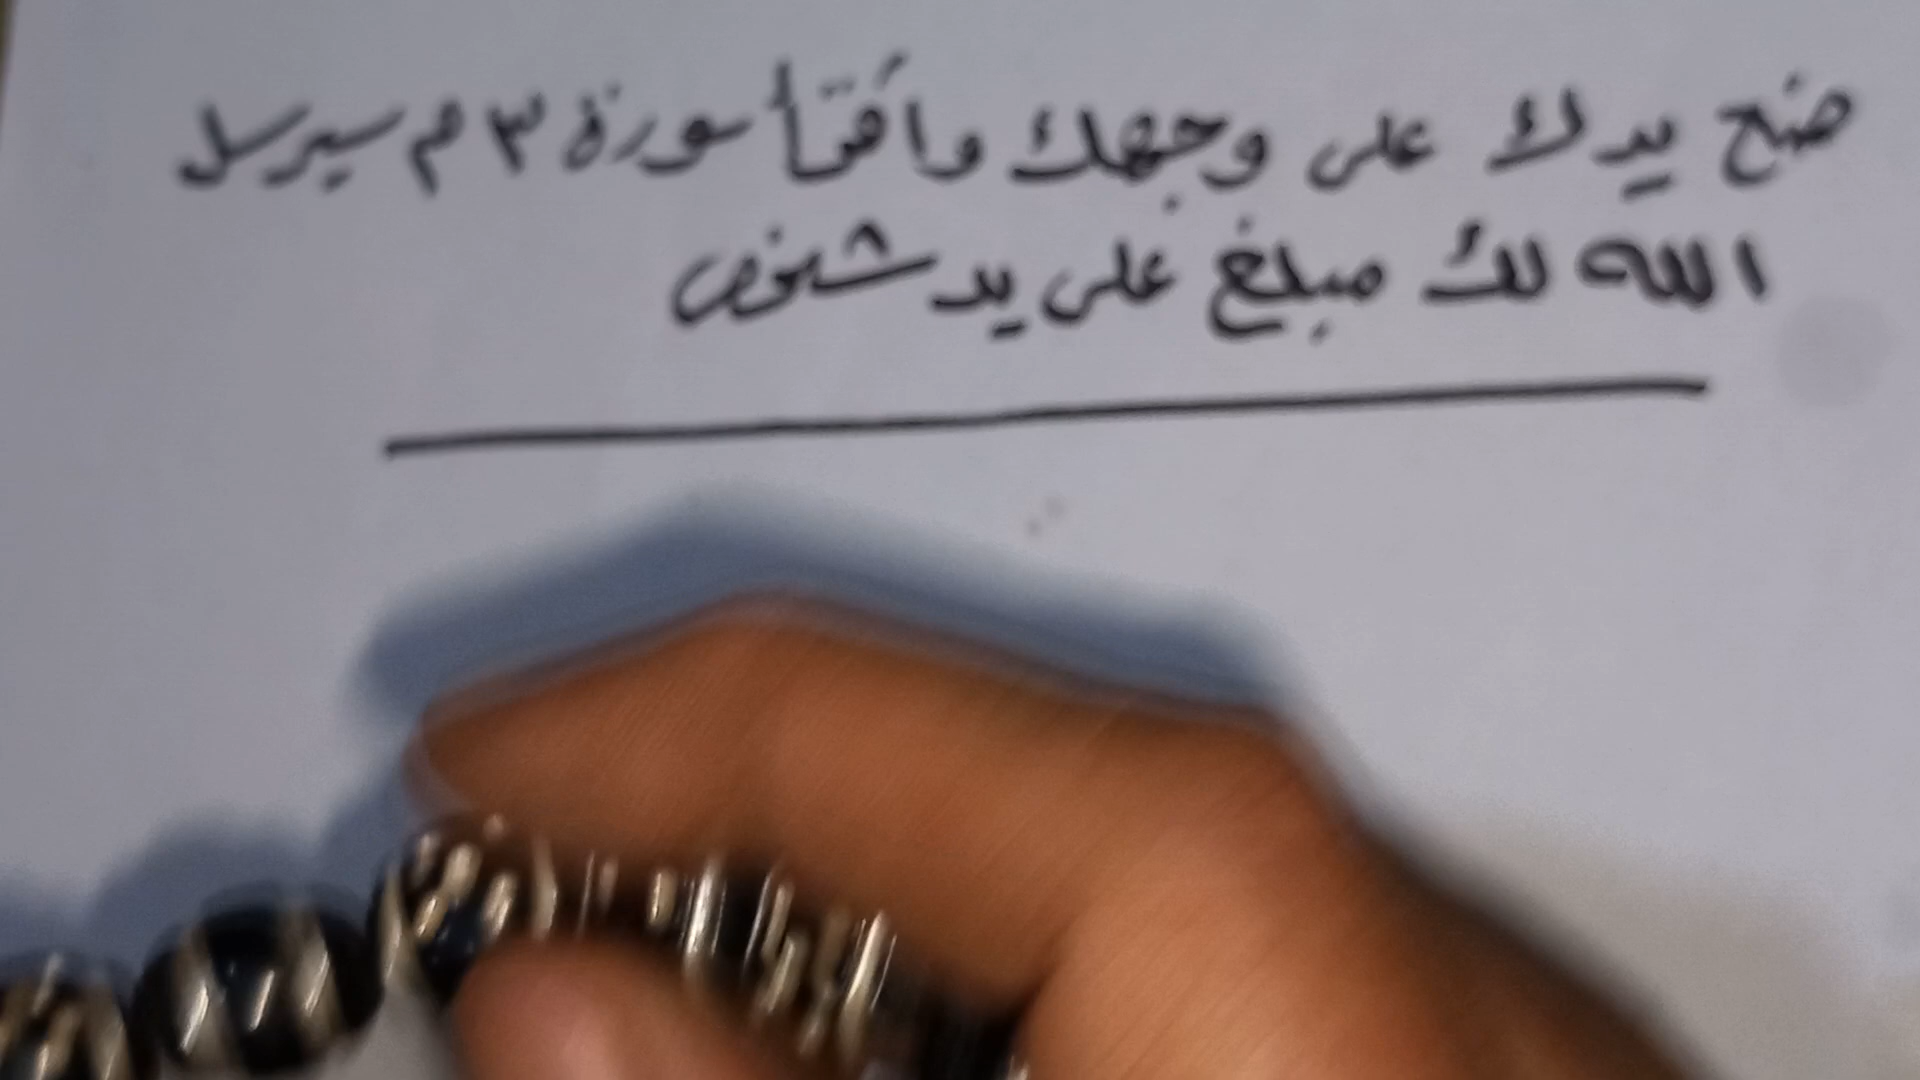 ضع يدك على وجهك واقرأ سورة ٣ م سيرسل
الله لك مبلغ على يد شخص